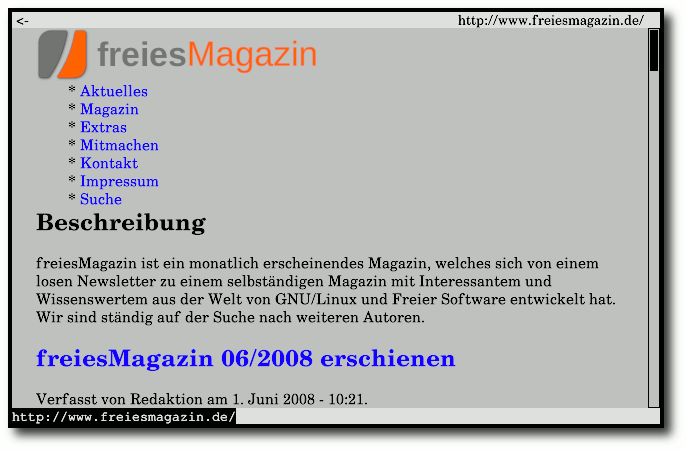 <- http://www.freiesmagazin.de/
freiesMagazin
* Aktuelles
* Magazin
* Extras
* Mitmachen
* Kontakt
* Impressum
* Suche
Beschreibung
freiesMagazin ist ein monatlich erscheinendes Magazin, welches sich von einem
losen Newsletter zu einem selbständigen Magazin mit Interessantem und
Wissenswertem aus der Welt von GNU/Linux und Freier Software entwickelt hat.
Wir sind ständig auf der Suche nach weiteren Autoren.
freiesMagazin 06/2008 erschienen
Verfasst von Redaktion am 1. Juni 2008 - 10:21.
http://www.freiesmagazin.de/